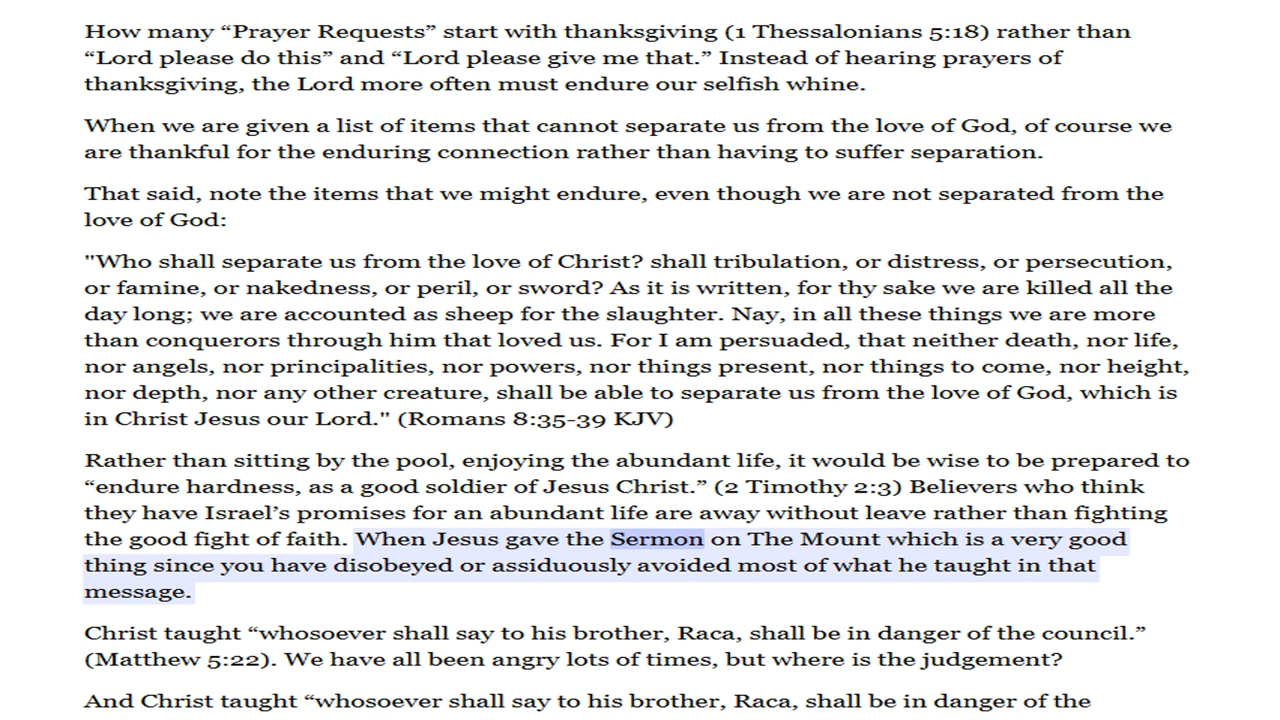 How many “Prayer Requests” start with thanksgiving (1 Thessalonians 5:18) rather than
“Lord please do this” and “Lord please give me that.” Instead of hearing prayers of
thanksgiving, the Lord more often must endure our selfish whine.
When we are given a list of items that cannot separate us from the love of God, of course we
are thankful for the enduring connection rather than having to suffer separation.
That said, note the items that we might endure, even though we are not separated from the
love of God:
"Who shall separate us from the love of Christ? shall tribulation, or distress, or persecution,
or famine, or nakedness, or peril, or sword? As it is written, for thy sake we are killed all the
day long; we are accounted as sheep for the slaughter. Nay, in all these things we are more
than conquerors through him that loved us. For I am persuaded, that neither death, nor life,
nor angels, nor principalities, nor powers, nor things present, nor things to come, nor height,
nor depth, nor any other creature, shall be able to separate us from the love of God, which is
in Christ Jesus our Lord." (Romans 8:35-39 KJV)
Rather than sitting by the pool, enjoying the abundant life, it would be wise to be prepared to
“endure hardness, as a good soldier of Jesus Christ.” (2 Timothy 2:3) Believers who think
they have Israel’s promises for an abundant life are away without leave rather than fighting
the good fight of faith. When Jesus gave the Sermon on The Mount which is a very good
thing since you have disobeyed or assiduously avoided most of what he taught in that
message.
Christ taught “whosoever shall say to his brother, Raca, shall be in danger of the council.”
(Matthew 5:22). We have all been angry lots of times, but where is the judgement?
And Christ taught “whosoever shall say to his brother, Raca, shall be in danger of the